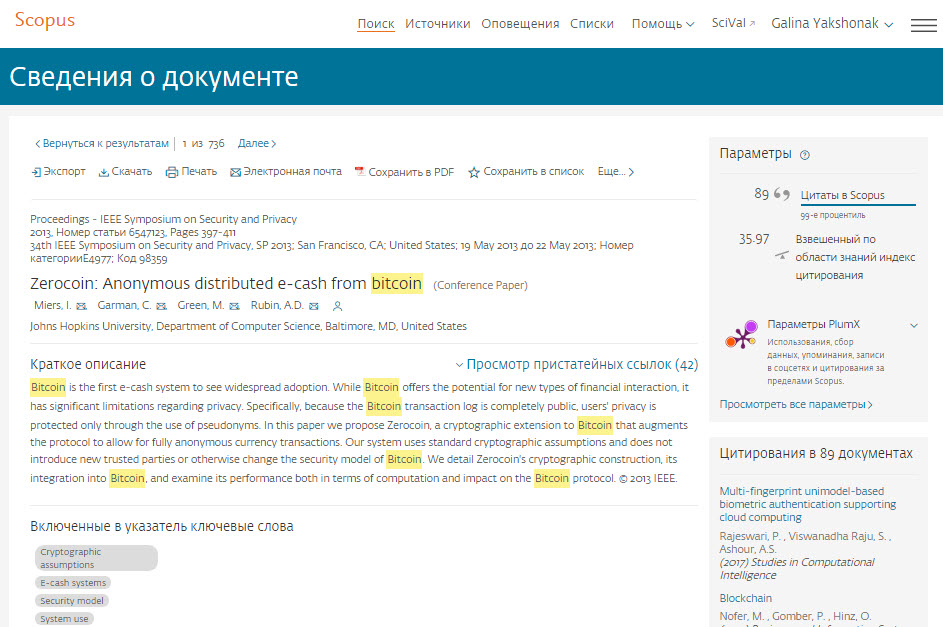 Scopus
Поиск Источники Оповещения Списки Помощь SciVal Galina Yakshonak
Сведения о документе
Вернуться к результатам 1 из 736 Далее
Экспорт Скачать Печать Электронная почта Сохранить в PDF Сохранить в список Еще...
Proceedings - IEEE Symposium on Security and Privacy
2013, Номер статьи 6547123, Pages 397-411
34th IEEE Symposium on Security and Privacy, SP 2013; San Francisco, CA; United States; 19 May 2013 до 22 May 2013; Номер
категорииE4977; Код 98359
Zerocoin: Anonymous distributed e-cash from bitcoin (Conference Paper)
Miers, I. Garman, C. Green, M. Rubin, A.D.
Johns Hopkins University, Department of Computer Science, Baltimore, MD, United States
Краткое описание
Просмотр пристатейных ссылок (42)
Bitcoin is the first e-cash system to see widespread adoption. While Bitcoin offers the potential for new types of financial interaction, it
has significant limitations regarding privacy. Specifically, because the Bitcoin transaction log is completely public, users' privacy is
protected only through the use of pseudonyms. In this paper we propose Zerocoin, a cryptographic extension to Bitcoin that augments
the protocol to allow for fully anonymous currency transactions. Our system uses standard cryptographic assumptions and does not
introduce new trusted parties or otherwise change the security model of Bitcoin. We detail Zerocoin's cryptographic construction, its
integration into Bitcoin, and examine its performance both in terms of computation and impact on the Bitcoin protocol. © 2013 IEEE.
Включенные в указатель ключевые слова
Cryptographic
assumptions
E-cash systems
Security model
System use
Параметры
89 Цитаты в Scopus
99-е процентиль
35.97 Взвешенный по
области знаний индекс
цитирования
Параметры PlumX
Использования, сбор
данных, упоминания, записи
в соцсетях и цитирования за
пределами Scopus.
Просмотреть все параметры
Цитирования в 89 документах
Multi-fingerprint unimodel-based
biometric authentication supporting
cloud computing
Rajeswari, P. , Viswanadha Raju, S. ,
Ashour, A.S.
(2017) Studies in Computational
Intelligence
Blockchain
Nofer, M. , Gomber, P. , Hinz, O.